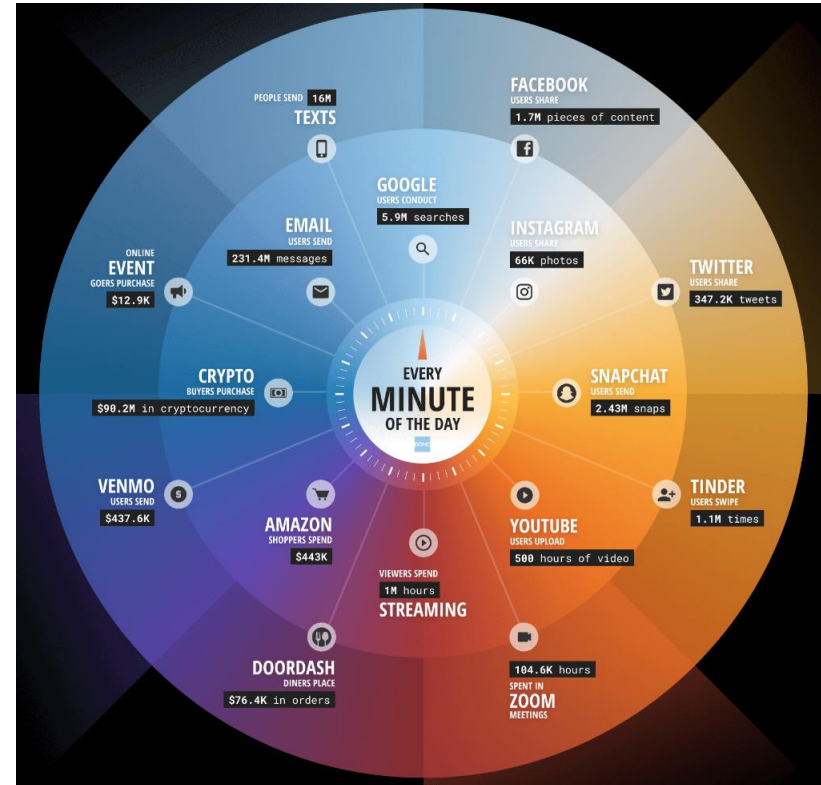 PEOPLE SEND 16M
TEXTS
FACEBOOK
USERS SHARE
1.7M pieces of content
GOOGLE
USERS CONDUCT
5.9M searches
EMAIL
USERS SEND
231.4M messages
INSTAGRAM
USERS SHARE
66K photos
ONLINE
EVENT
GOERS PURCHASE
$12.9K
TWITTER
USERS SHARE
347.2K tweets
CRYPTO
BUYERS PURCHASE
$90.2M in cryptocurrency
EVERY
MINUTE
OF THE DAY
DOMO
SNAPCHAT
USERS SEND
2.43M snaps
VENMO
USERS SEND
$437.6K
AMAZON
SHOPPERS SPEND
$443K
VIEWERS SPEND
1M hours
STREAMING
YOUTUBE
USERS UPLOAD
500 hours of video
TINDER
USERS SWIPE
1.1M times
DOORDASH
DINERS PLACE
$76.4K in orders
104.6K hours
SPENT IN
ZOOM
MEETINGS